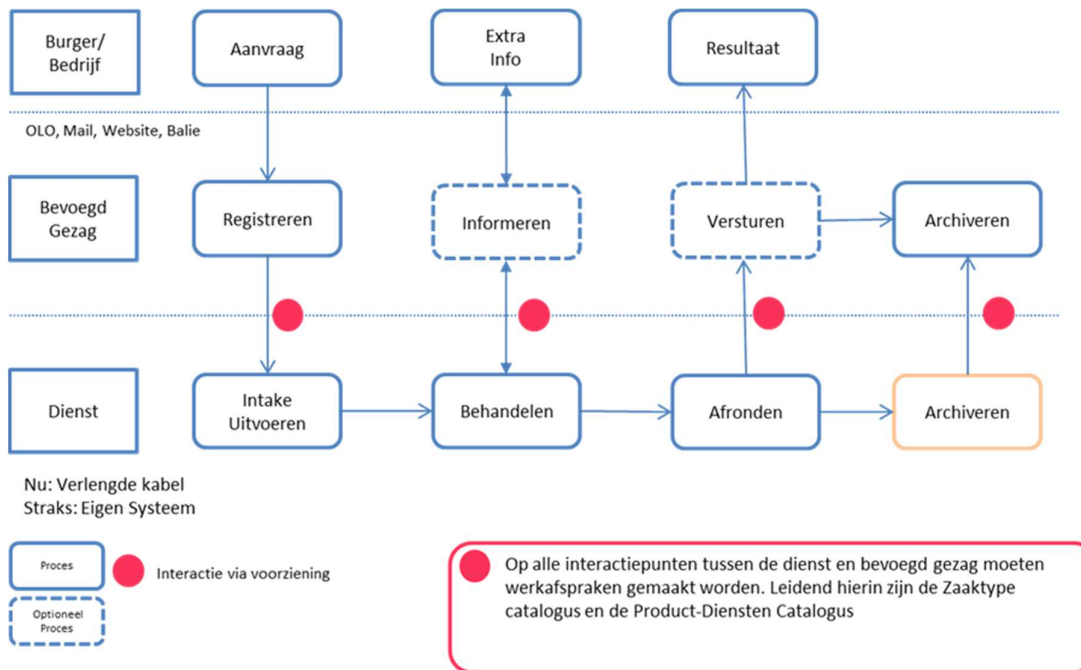 Burger/
Bedrijf
Aanvraag
Extra
Info
Resultaat
OLO, Mail, Website, Balie
Bevoegd
Gezag
Registreren
Informeren
Versturen
Archiveren
Dienst
Intake
Uitvoeren
Behandelen
Afronden
Archiveren
Nu: Verlengde kabel
Straks: Eigen Systeem
Proces
Interactie via voorziening
Optioneel
Proces
Op alle interactiepunten tussen de dienst en bevoegd gezag moeten
werkafspraken gemaakt worden. Leidend hierin zijn de Zaaktype
catalogus en de Product-Diensten Catalogus